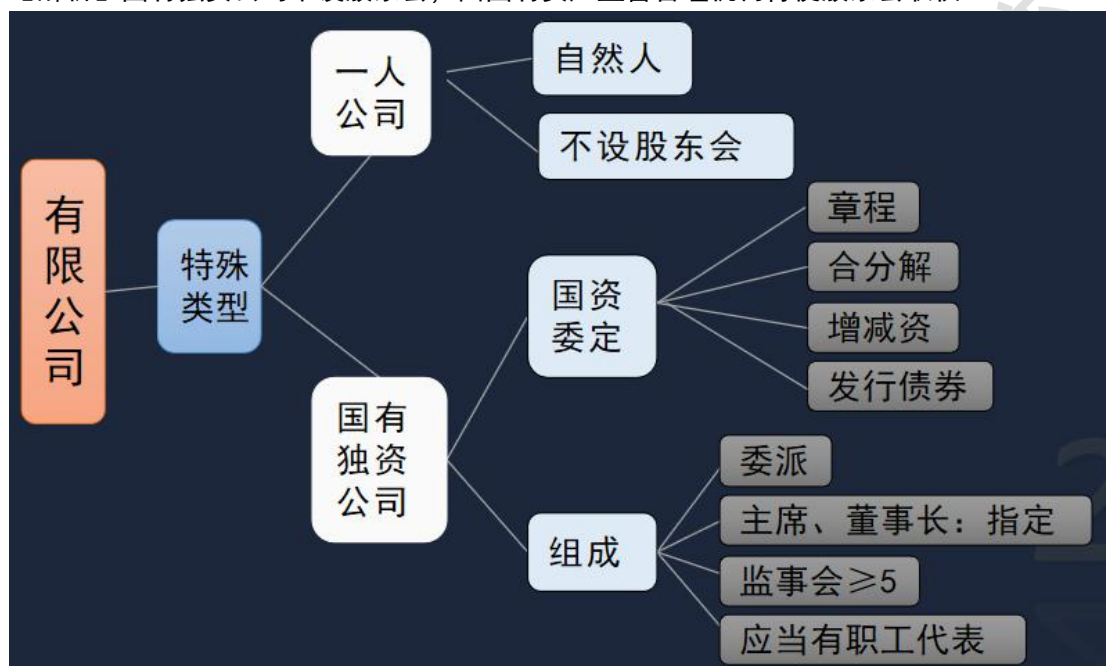 有
限
公
司
特殊
类型
一人
公司
自然人
不设股东会
国有
独资
公司
国资
委定
章程
合分解
增减资
发行债券
组成
委派
主席、董事长：指定
监事会≥5
应当有职工代表